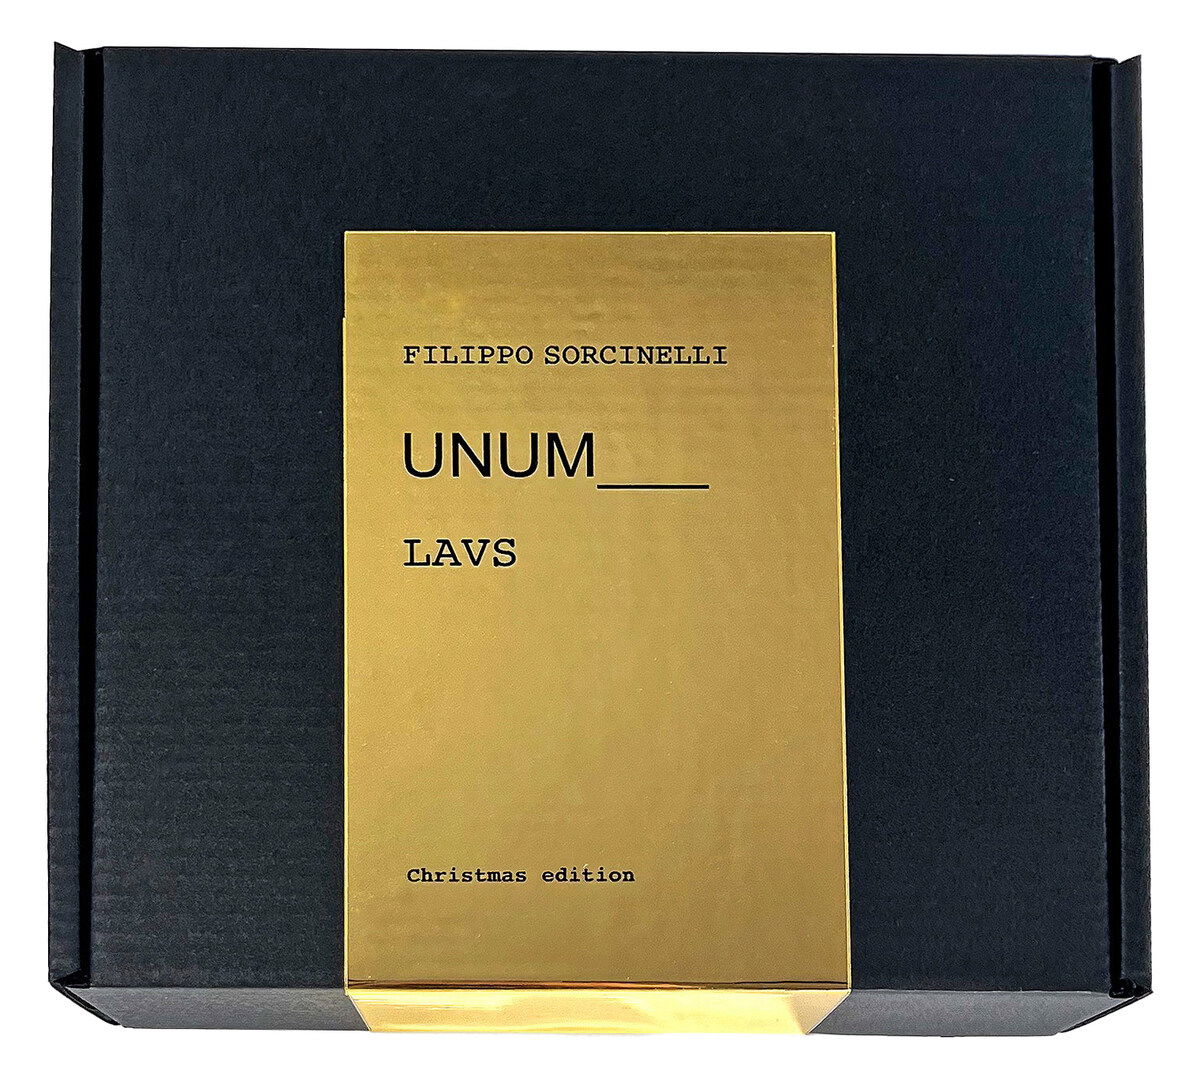 FILIPPO SORCINELLI
UNUM___
LAVS
Christmas edition